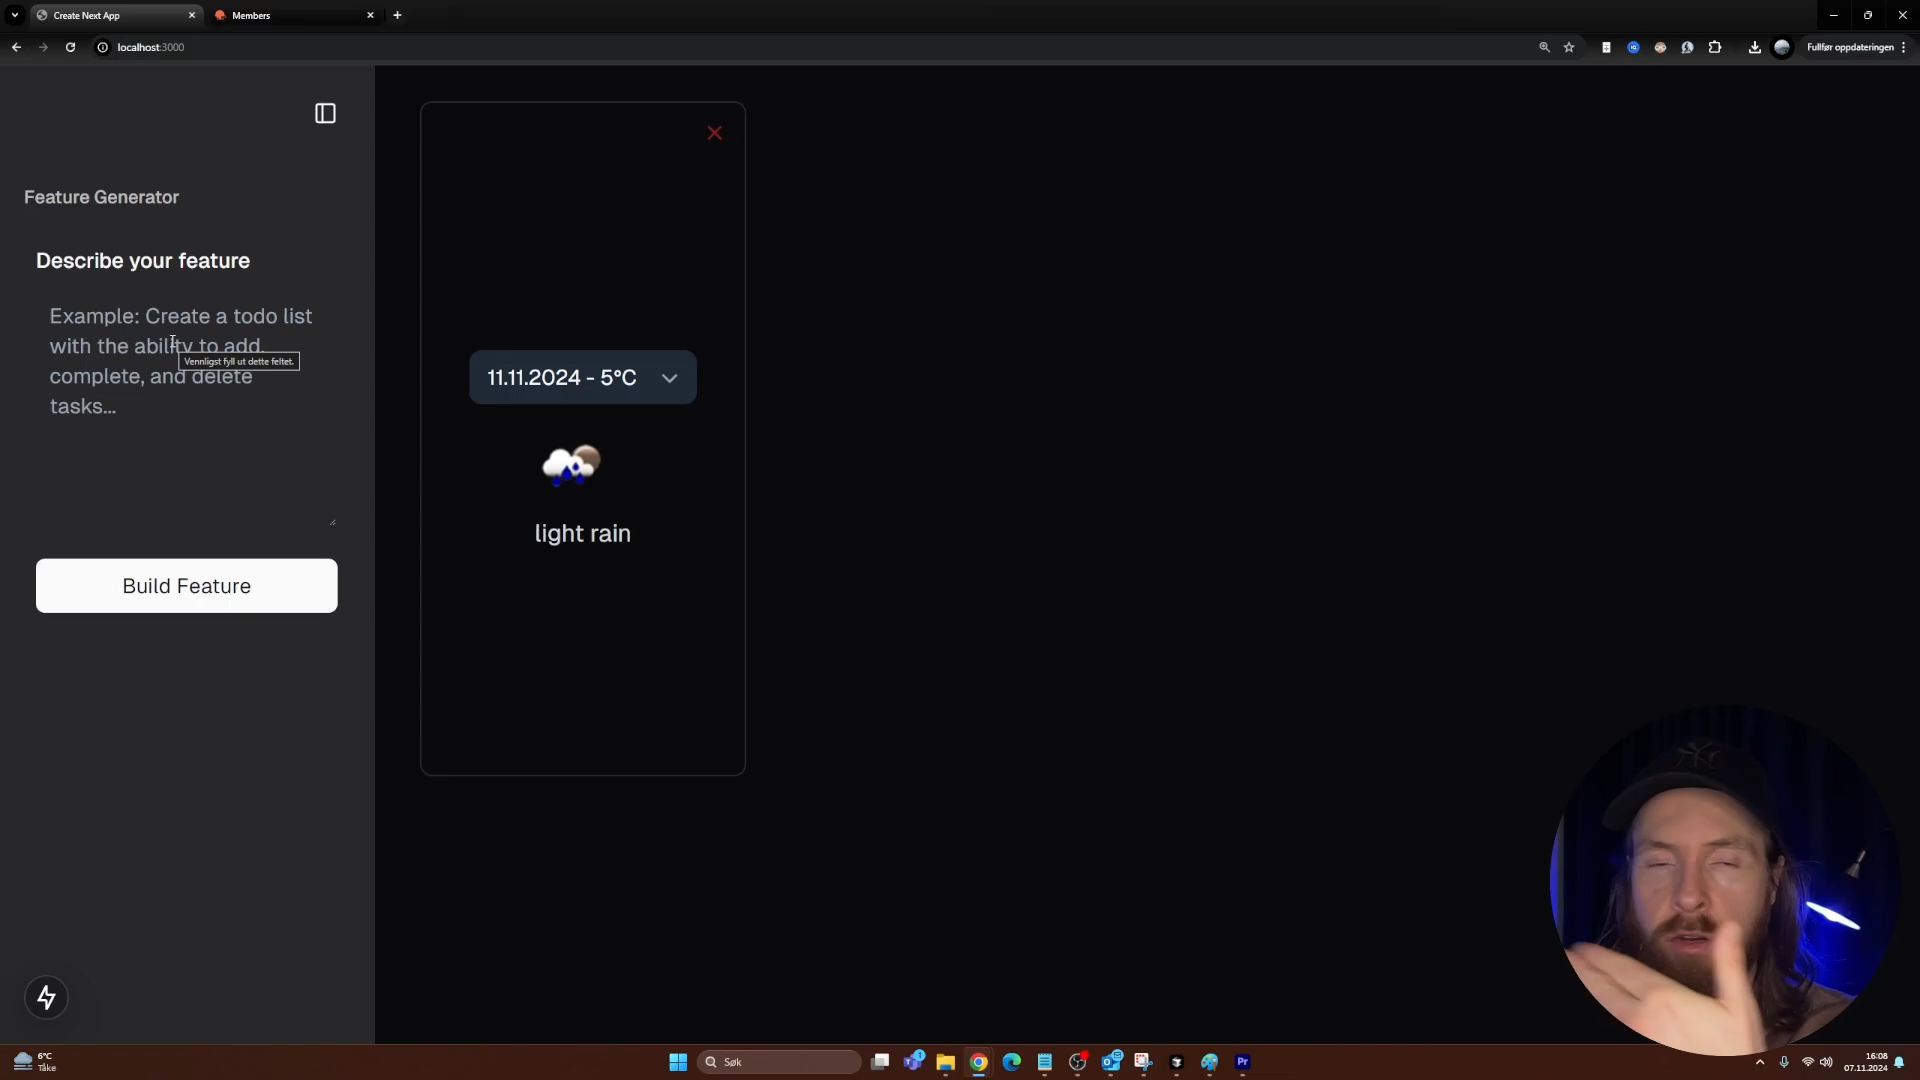 Create Next App
Members
localhost:3000
Fullfør oppdateringen
Feature Generator
Describe your feature
Example: Create a todo list
with the ability to add,
Vennligst fyll ut dette feltet.
complete, and delete
tasks...
Build Feature
11.11.2024 - 5°C
light rain
6°C
Tåke
Søk
1
Pr
16:08
07.11.2024